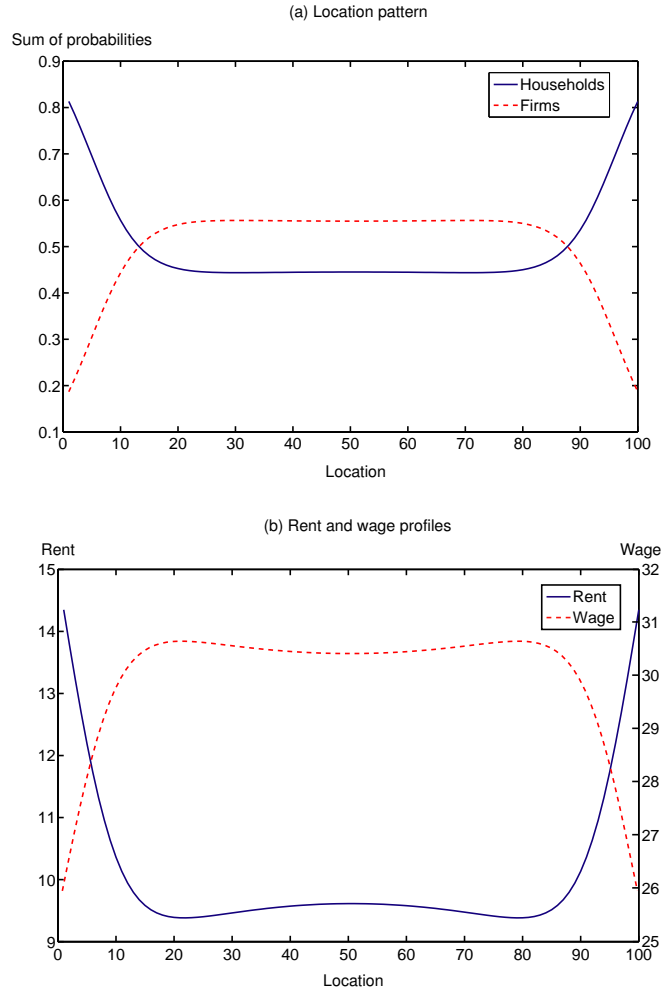 (a) Location pattern
Sum of probabilities
0.9
0.8
0.7
0.6
0.5
0.4
0.3
0.2
0.1
Households
Firms
0 10 20 30 40 50 60 70 80 90 100
Location
(b) Rent and wage profiles
Rent Wage
15 32
14 31
13 30
12 29
11 28
10 27
9 26
25
Rent
Wage
0 10 20 30 40 50 60 70 80 90 100
Location